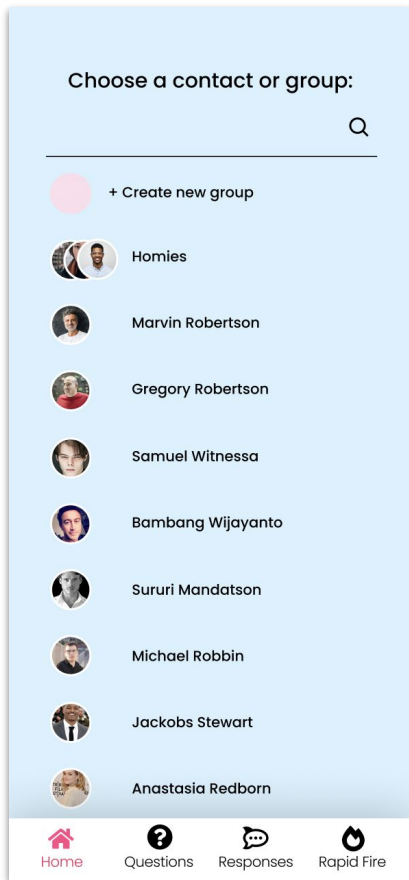 Choose a contact or group:
+ Create new group
Homies
Marvin Robertson
Gregory Robertson
Samuel Witnessa
Bambang Wijayanto
Sururi Mandatson
Michael Robbin
Jackobs Stewart
Anastasia Redborn
Home Questions Responses Rapid Fire